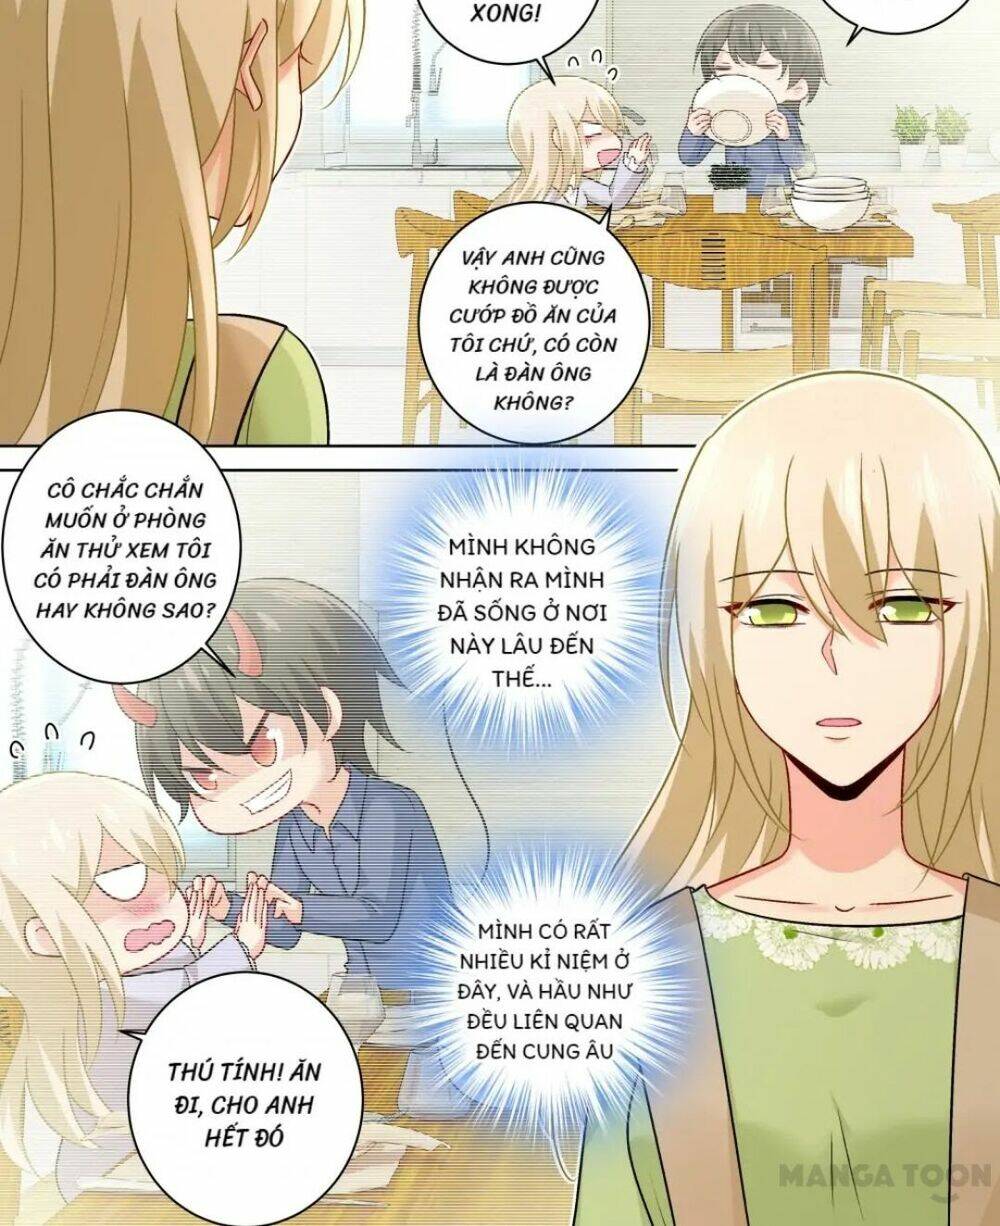 XONG!
VẬY ANH CŨNG
KHÔNG ĐƯỢC
CƯỚP ĐỒ ĂN CỦA
TÔI CHỨ, CÓ CÒN
LÀ ĐÀN ÔNG
KHÔNG?
CÔ CHẮC CHẮN
MUỐN Ở PHÒNG
ĂN THỬ XEM TÔI
CÓ PHẢI ĐÀN ÔNG
HAY KHÔNG SAO?
MÌNH KHÔNG
NHẬN RA MÌNH
ĐÃ SỐNG Ở NƠI
NÀY LÂU ĐẾN
THẾ...
MÌNH CÓ RẤT
NHIỀU KỈ NIỆM Ở
ĐÂY, VÀ HẦU NHƯ
ĐỀU LIÊN QUAN
ĐẾN CUNG ÂU
THÚ TÍNH! ĂN
ĐI, CHO ANH
HẾT ĐÓ
MANGA TOON